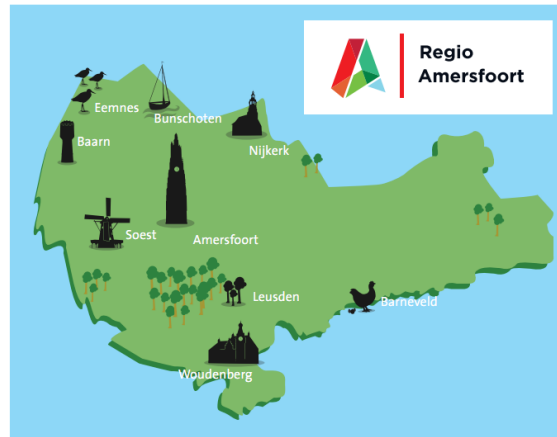 Regio
Amersfoort
Eemnes
Bunschoten
Baarn
Nijkerk
Soest
Amersfoort
Leusden
Barneveld
Woudenberg